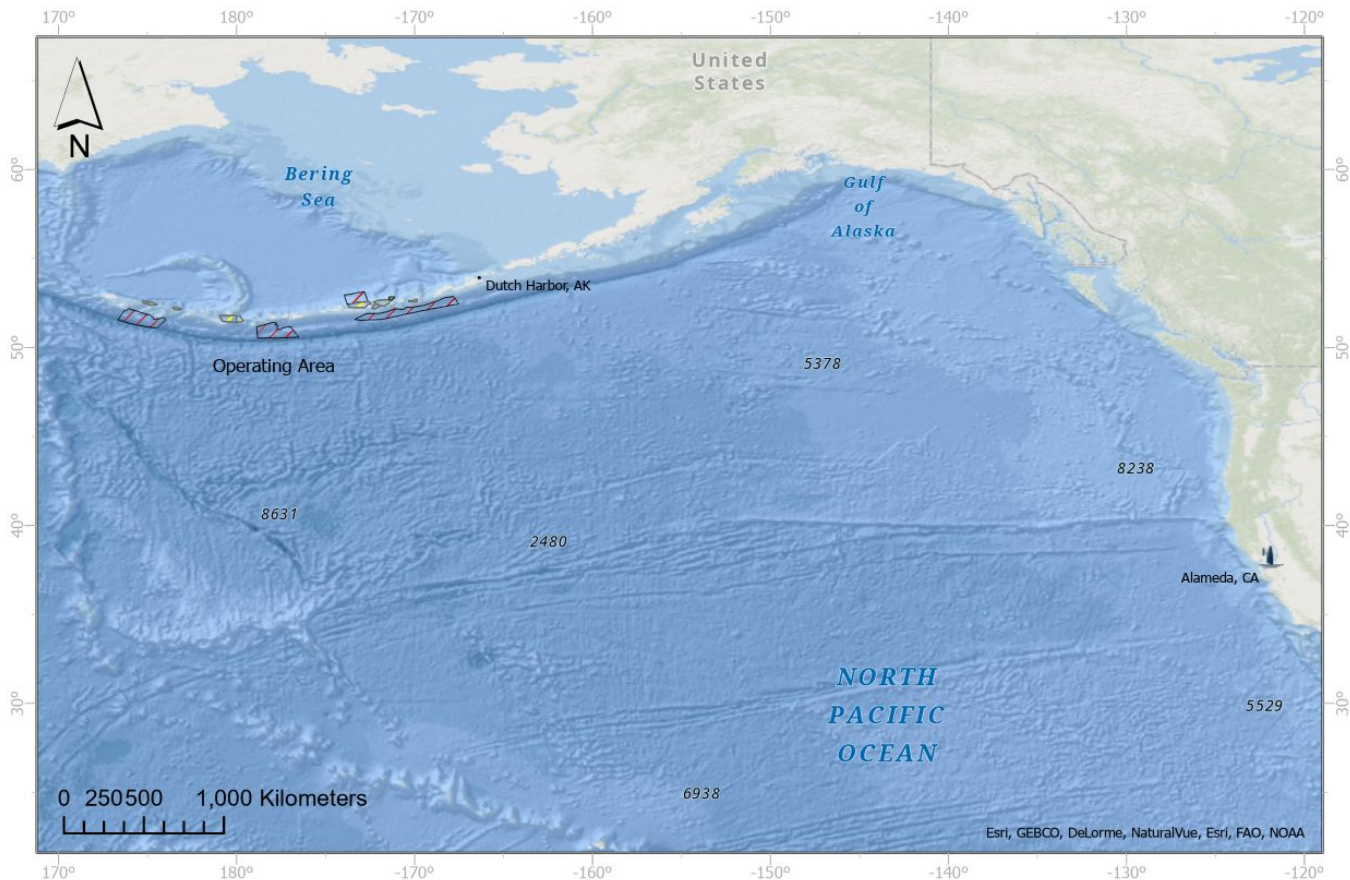 170° 180° -170° -160° -150° -140° -130° -120°
United
States
N
60° 60°
Bering
Sea
Gulf
of
Alaska
Dutch Harbor, AK
50° 50°
Operating Area
5378
8238
8631
40° 40°
2480
Alameda, CA
NORTH
PACIFIC
OCEAN
30° 30°
5529
6938
0 250 500 1,000 Kilometers
Esri, GEBCO, DeLorme, NaturalVue, Esri, FAO, NOAA
170° 180° -170° -160° -150° -140° -130° -120°